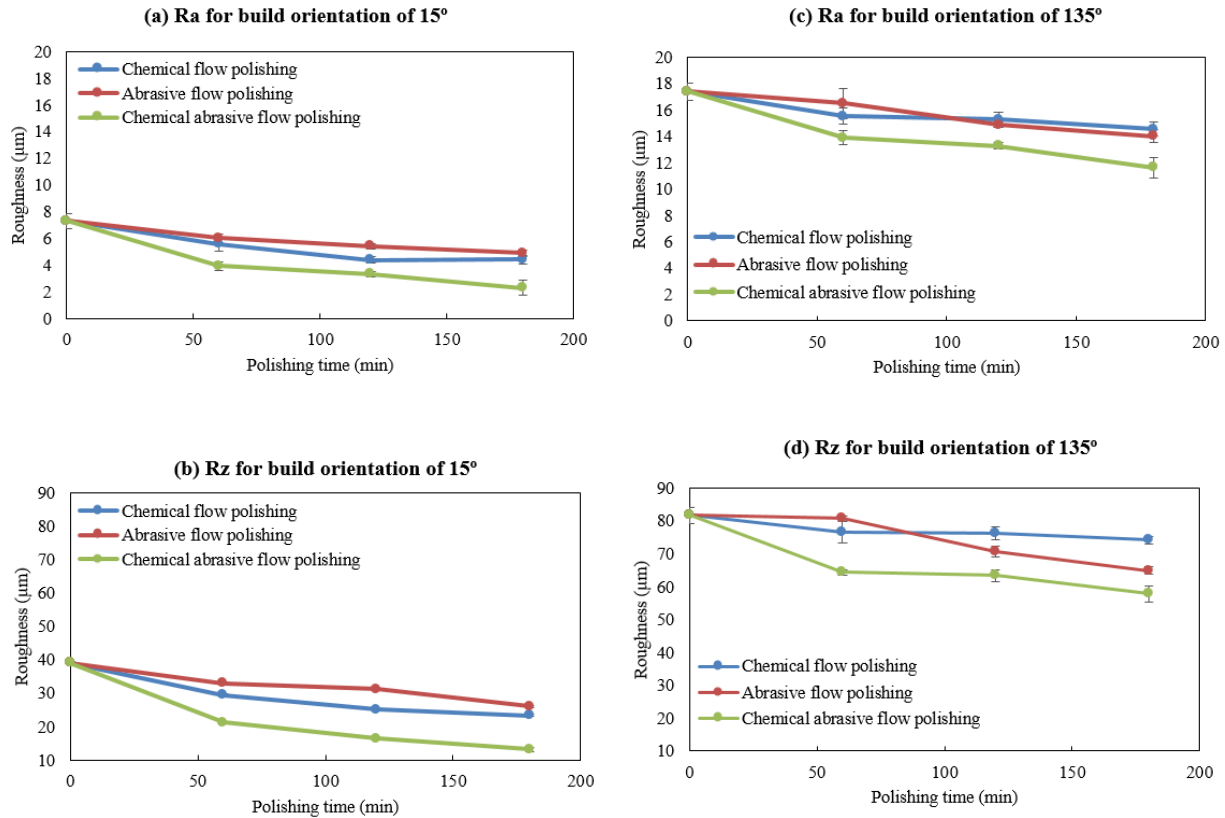 (a) Ra for build orientation of 15º
Roughness (µm)
20
18
16
14
12
10
8
6
4
2
0
Chemical flow polishing
Abrasive flow polishing
Chemical abrasive flow polishing
0 50 100 150 200
Polishing time (min)
(c) Ra for build orientation of 135º
Roughness (µm)
20
18
16
14
12
10
8
6
4
2
0
Chemical flow polishing
Abrasive flow polishing
Chemical abrasive flow polishing
0 50 100 150 200
Polishing time (min)
(b) Rz for build orientation of 15º
Roughness (µm)
90
80
70
60
50
40
30
20
10
Chemical flow polishing
Abrasive flow polishing
Chemical abrasive flow polishing
0 50 100 150 200
Polishing time (min)
(d) Rz for build orientation of 135º
Roughness (µm)
90
80
70
60
50
40
30
20
10
Chemical flow polishing
Abrasive flow polishing
Chemical abrasive flow polishing
0 50 100 150 200
Polishing time (min)